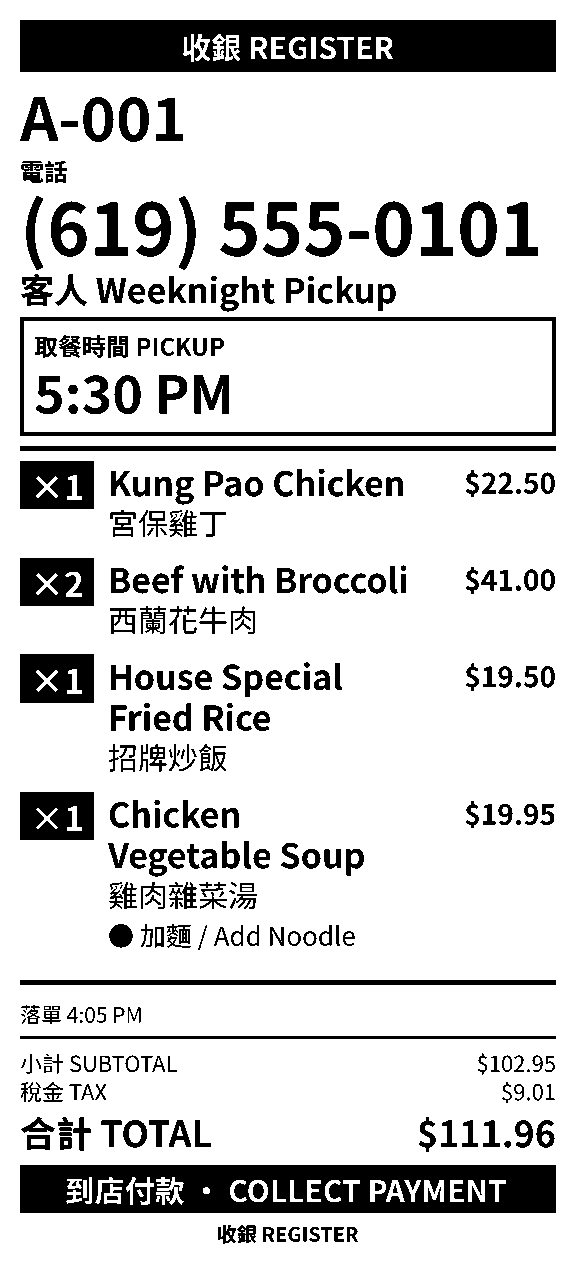 收銀 REGISTER
A-001
電話
(619) 555-0101
客人 Weeknight Pickup
取餐時間 PICKUP
5:30 PM
×1 Kung Pao Chicken $22.50
宮保雞丁
×2 Beef with Broccoli $41.00
西蘭花牛肉
×1 House Special $19.50
Fried Rice
招牌炒飯
×1 Chicken $19.95
Vegetable Soup
雞肉雜菜湯
● 加麵 / Add Noodle
落單 4:05 PM
小計 SUBTOTAL $102.95
稅金 TAX $9.01
合計 TOTAL $111.96
到店付款 · COLLECT PAYMENT
收銀 REGISTER